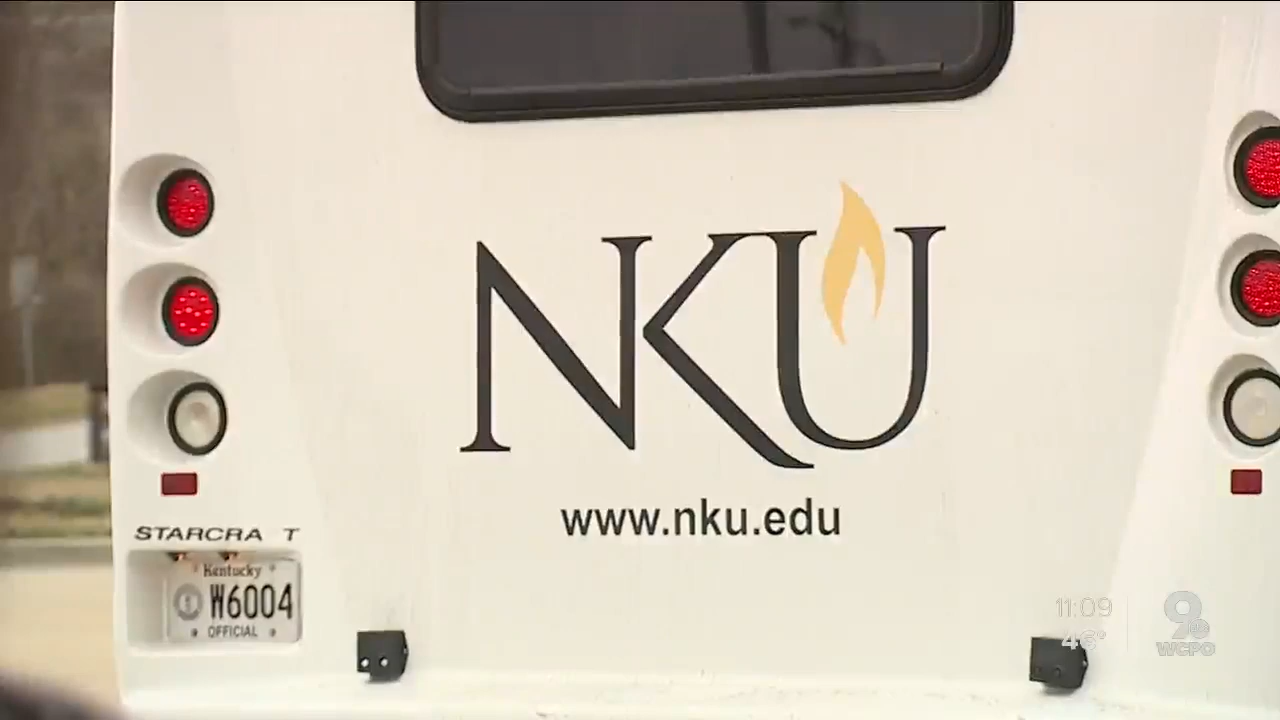 NKU
www.nku.edu
STARCRA T
Kentucky
W6004
OFFICIAL
11:09
46°
9
WCPO